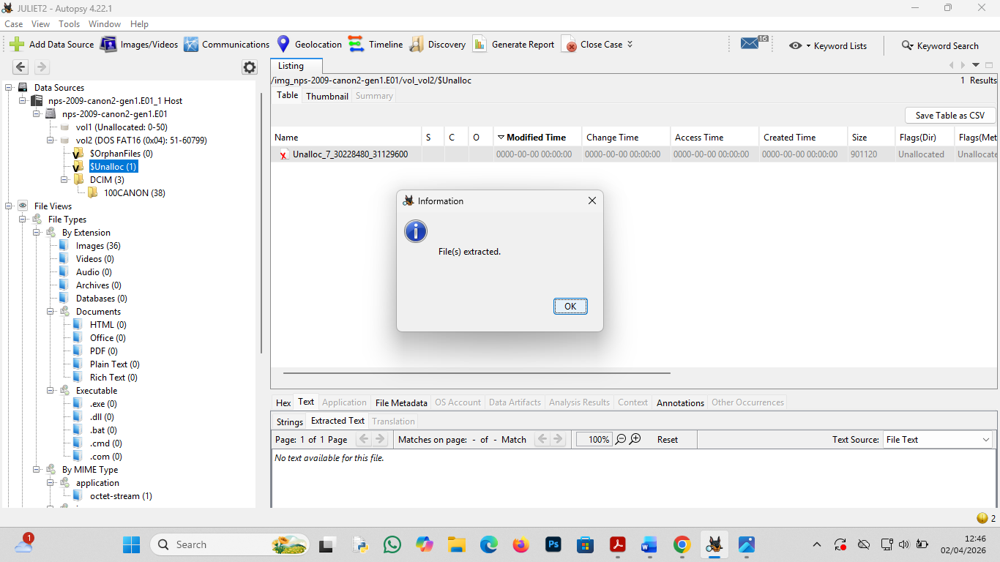 JULIET2 - Autopsy 4.22.1
Case View Tools Window Help
Add Data Source Images/Videos Communications Geolocation Timeline Discovery Generate Report Close Case 16 Keyword Lists Keyword Search
Listing
/img_nps-2009-canon2-gen1.E01/vol_vol2/$Unalloc 1 Results
Table Thumbnail Summary
Save Table as CSV
Name S C O Modified Time Change Time Access Time Created Time Size Flags(Dir) Flags(Met
Unalloc_7_30228480_31129600 0000-00-00 00:00:00 0000-00-00 00:00:00 0000-00-00 00:00:00 0000-00-00 00:00:00 901120 Unallocated Unallocate
Data Sources
nps-2009-canon2-gen1.E01_1 Host
nps-2009-canon2-gen1.E01
vol1 (Unallocated: 0-50)
vol2 (DOS FAT16 (0x04): 51-60799)
$OrphanFiles (0)
$Unalloc (1)
DCIM (3)
100CANON (38)
File Views
File Types
By Extension
Images (36)
Videos (0)
Audio (0)
Archives (0)
Databases (0)
Documents
HTML (0)
Office (0)
PDF (0)
Plain Text (0)
Rich Text (0)
Executable
.exe (0)
.dll (0)
.bat (0)
.cmd (0)
.com (0)
By MIME Type
application
octet-stream (1)
Information
File(s) extracted.
OK
Hex Text Application File Metadata OS Account Data Artifacts Analysis Results Context Annotations Other Occurrences
Strings Extracted Text Translation
Page: 1 of 1 Page Matches on page: - of - Match 100% Reset Text Source: File Text
No text available for this file.
2
1
Search
Ps
12:46
02/04/2026